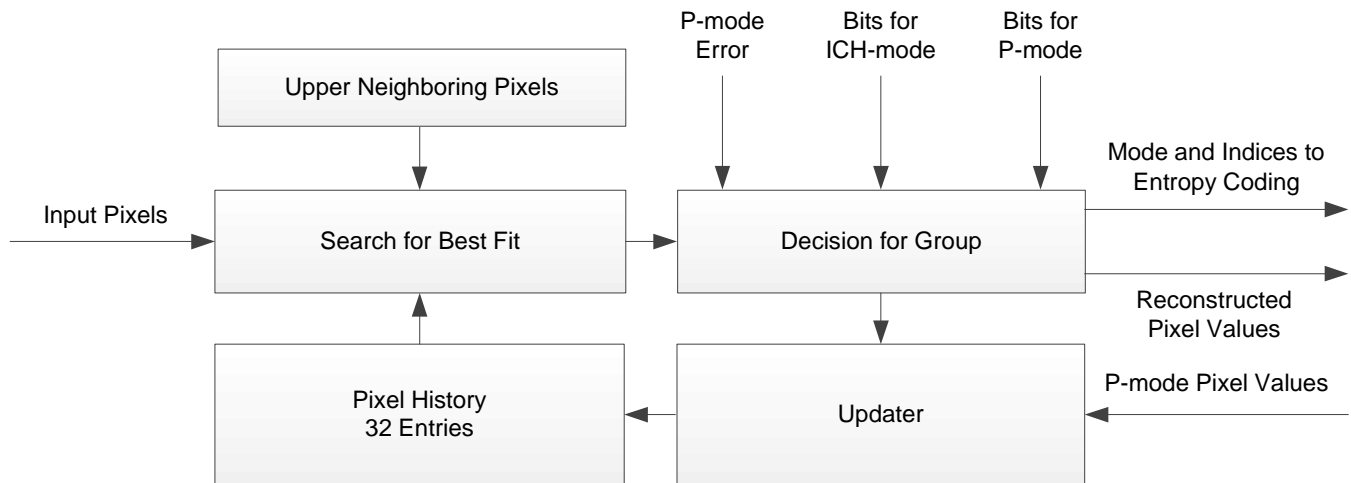 P-mode
Error
Bits for
ICH-mode
Bits for
P-mode
Upper Neighboring Pixels
Mode and Indices to
Entropy Coding
Input Pixels
Search for Best Fit
Decision for Group
Reconstructed
Pixel Values
Pixel History
32 Entries
Updater
P-mode Pixel Values